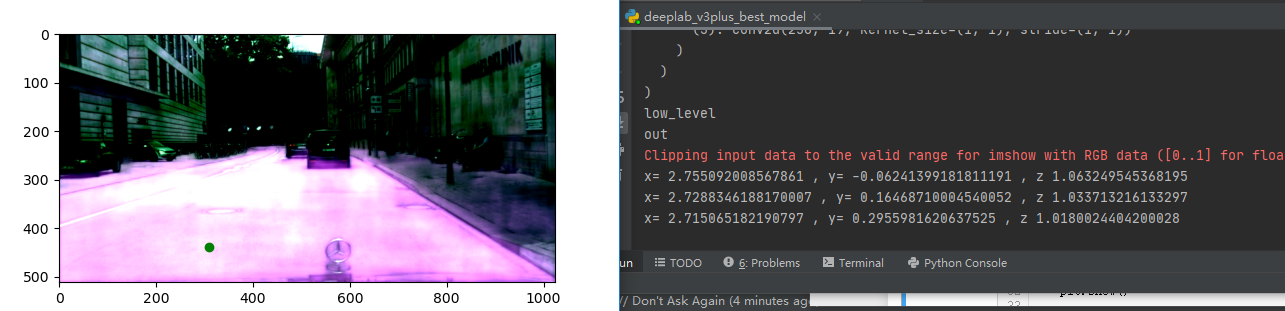 0
100
200
300
400
500
0 200 400 600 800 1000
deeplab_v3plus_best_model
(3): Conv2d(256, 19, kernel_size=(1, 1), stride=(1, 1))
)
)
)
low_level
out
Clipping input data to the valid range for imshow with RGB data ([0..1] for floa
x= 2.755092008567861 , y= -0.06241399181811191 , z 1.063249545368195
x= 2.7288346188170007 , y= 0.16468710004540052 , z 1.033713216133297
x= 2.715065182190797 , y= 0.2955981620637525 , z 1.0180024404200028
un TODO 6: Problems Terminal Python Console
// Don't Ask Again (4 minutes ag
plt.show()